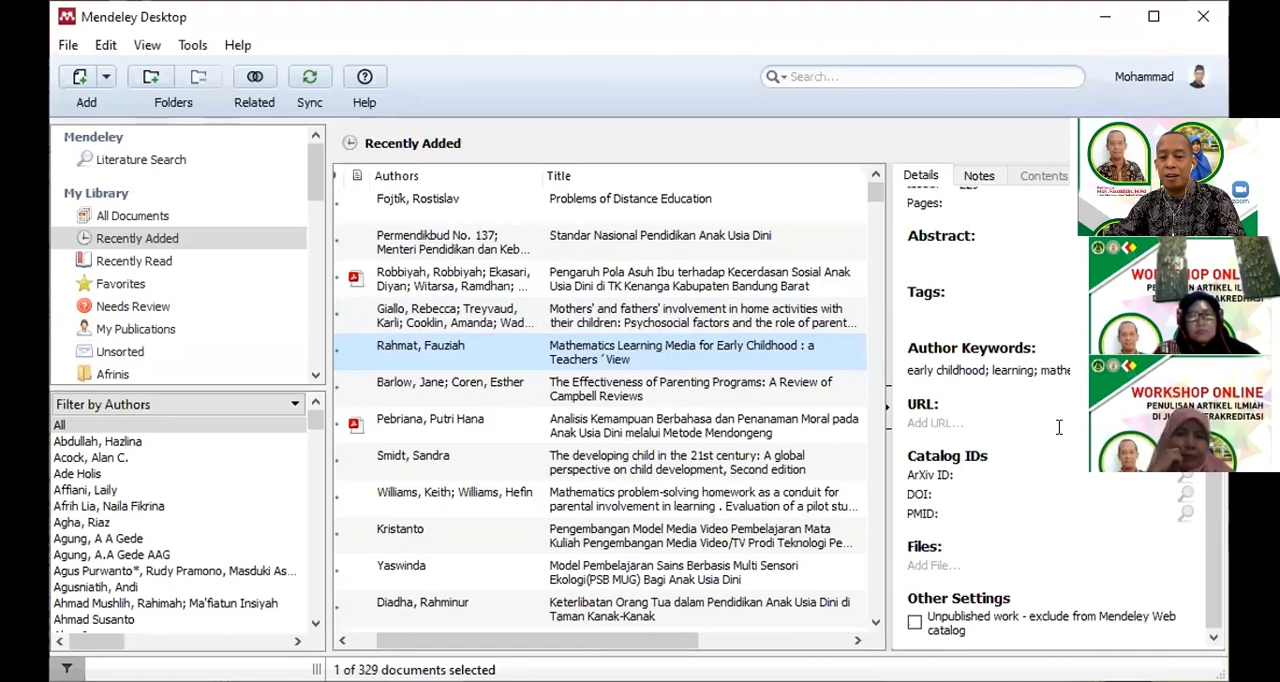 Mendeley Desktop
File Edit View Tools Help
Search...
Mohammad
Add Folders Related Sync Help
Mendeley
Literature Search
My Library
All Documents
Recently Added
Recently Read
Favorites
Needs Review
My Publications
Unsorted
Afrinis
Filter by Authors
All
Abdullah, Hazlina
Acock, Alan C.
Ade Holis
Affiani, Laily
Afrih Lia, Naila Fikrina
Agha, Riaz
Agung, A A Gede
Agung, A.A Gede AAG
Agus Purwanto*, Rudy Pramono, Masduki As...
Agusniatih, Andi
Ahmad Mushlih, Rahimah; Ma'fiatun Insiyah
Ahmad Susanto
Recently Added
Authors Title
Fojtík, Rostislav Problems of Distance Education
Permendikbud No. 137; Standar Nasional Pendidikan Anak Usia Dini
Menteri Pendidikan dan Keb...
Robbiyah, Robbiyah; Ekasari, Pengaruh Pola Asuh Ibu terhadap Kecerdasan Sosial Anak
Diyan; Witarsa, Ramdhan; ... Usia Dini di TK Kenanga Kabupaten Bandung Barat
Giallo, Rebecca; Treyvaud, Mothers' and fathers' involvement in home activities with
Karli; Cooklin, Amanda; Wad... their children: Psychosocial factors and the role of parent...
Rahmat, Fauziah Mathematics Learning Media for Early Childhood : a
Teachers ´ View
Barlow, Jane; Coren, Esther The Effectiveness of Parenting Programs: A Review of
Campbell Reviews
Pebriana, Putri Hana Analisis Kemampuan Berbahasa dan Penanaman Moral pada
Anak Usia Dini melalui Metode Mendongeng
Smidt, Sandra The developing child in the 21st century: A global
perspective on child development, Second edition
Williams, Keith; Williams, Hefin Mathematics problem-solving homework as a conduit for
parental involvement in learning . Evaluation of a pilot stu...
Kristanto Pengembangan Model Media Video Pembelajaran Mata
Kuliah Pengembangan Media Video/TV Prodi Teknologi Pe...
Yaswinda Model Pembelajaran Sains Berbasis Multi Sensori
Ekologi(PSB MUG) Bagi Anak Usia Dini
Diadha, Rahminur Keterlibatan Orang Tua dalam Pendidikan Anak Usia Dini di
Taman Kanak-Kanak
1 of 329 documents selected
Details Notes Contents
Pages:
Abstract:
Tags:
Author Keywords:
early childhood; learning; mathe
URL:
Add URL...
Catalog IDs
ArXiv ID:
DOI:
PMID:
Files:
Add File...
Other Settings
Unpublished work - exclude from Mendeley Web
catalog
zoom
WORKSHOP ONL
WORKSHOP ONLINE
PENULISAN ARTIKEL ILMIAH